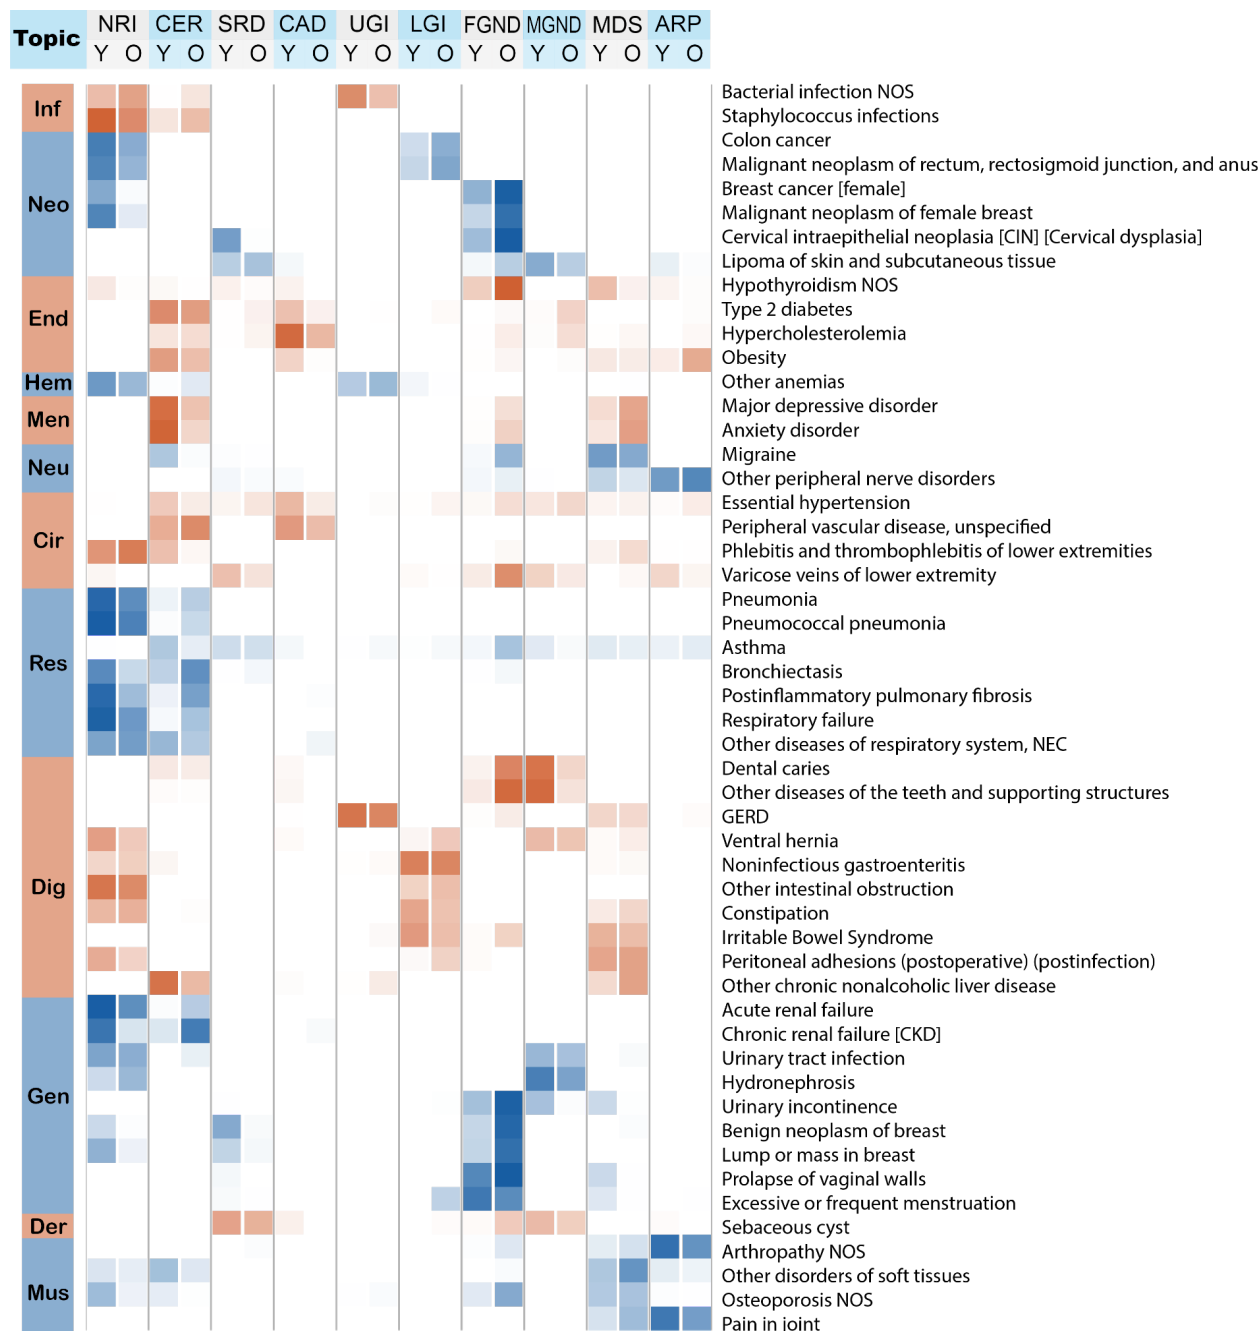 Topic NRI CER SRD CAD UGI LGI FGND MGND MDS ARP
Y O Y O Y O Y O Y O Y O Y O Y O Y O Y O
Inf
Bacterial infection NOS
Staphylococcus infections
Neo
Colon cancer
Malignant neoplasm of rectum, rectosigmoid junction, and anus
Breast cancer [female]
Malignant neoplasm of female breast
Cervical intraepithelial neoplasia [CIN] [Cervical dysplasia]
Lipoma of skin and subcutaneous tissue
End
Hypothyroidism NOS
Type 2 diabetes
Hypercholesterolemia
Obesity
Hem
Other anemias
Men
Major depressive disorder
Anxiety disorder
Neu
Migraine
Other peripheral nerve disorders
Cir
Essential hypertension
Peripheral vascular disease, unspecified
Phlebitis and thrombophlebitis of lower extremities
Varicose veins of lower extremity
Res
Pneumonia
Pneumococcal pneumonia
Asthma
Bronchiectasis
Postinflammatory pulmonary fibrosis
Respiratory failure
Other diseases of respiratory system, NEC
Dig
Dental caries
Other diseases of the teeth and supporting structures
GERD
Ventral hernia
Noninfectious gastroenteritis
Other intestinal obstruction
Constipation
Irritable Bowel Syndrome
Peritoneal adhesions (postoperative) (postinfection)
Other chronic nonalcoholic liver disease
Gen
Acute renal failure
Chronic renal failure [CKD]
Urinary tract infection
Hydronephrosis
Urinary incontinence
Benign neoplasm of breast
Lump or mass in breast
Prolapse of vaginal walls
Excessive or frequent menstruation
Der
Sebaceous cyst
Mus
Arthropathy NOS
Other disorders of soft tissues
Osteoporosis NOS
Pain in joint